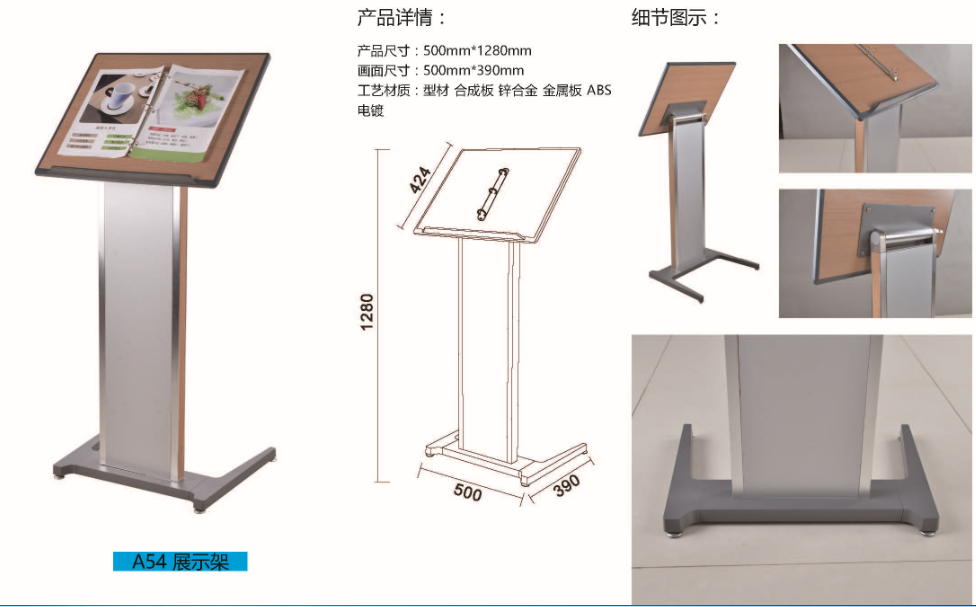 产品详情：
产品尺寸：500mm*1280mm
画面尺寸：500mm*390mm
工艺材质：型材 合成板 锌合金 金属板 ABS
电镀
细节图示：
424
1280
500
390
A54 展示架